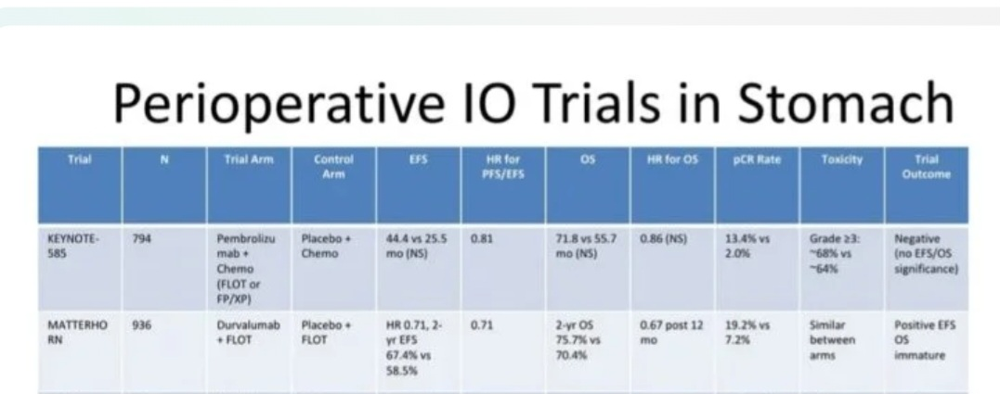 Perioperative IO Trials in Stomach
Trial N Trial Arm Control EFS HR for OS HR for OS pCR Rate Toxicity Trial
Arm PFS/EFS Outcome
KEYNOTE- 794 Pembrolizu Placebo + 44.4 vs 25.5 0.81 71.8 vs 55.7 0.86 (NS) 13.4% vs Grade ≥3: Negative
585 mab + Chemo mo (NS) mo (NS) 2.0% ~68% vs (no EFS/OS
Chemo ~64% significance)
(FLOT or
FP/XP)
MATTERHO 936 Durvalumab Placebo + HR 0.71, 2- 0.71 2-yr OS 0.67 post 12 19.2% vs Similar Positive EFS
RN + FLOT FLOT yr EFS 75.7% vs mo 7.2% between OS
67.4% vs 70.4% arms immature
58.5%